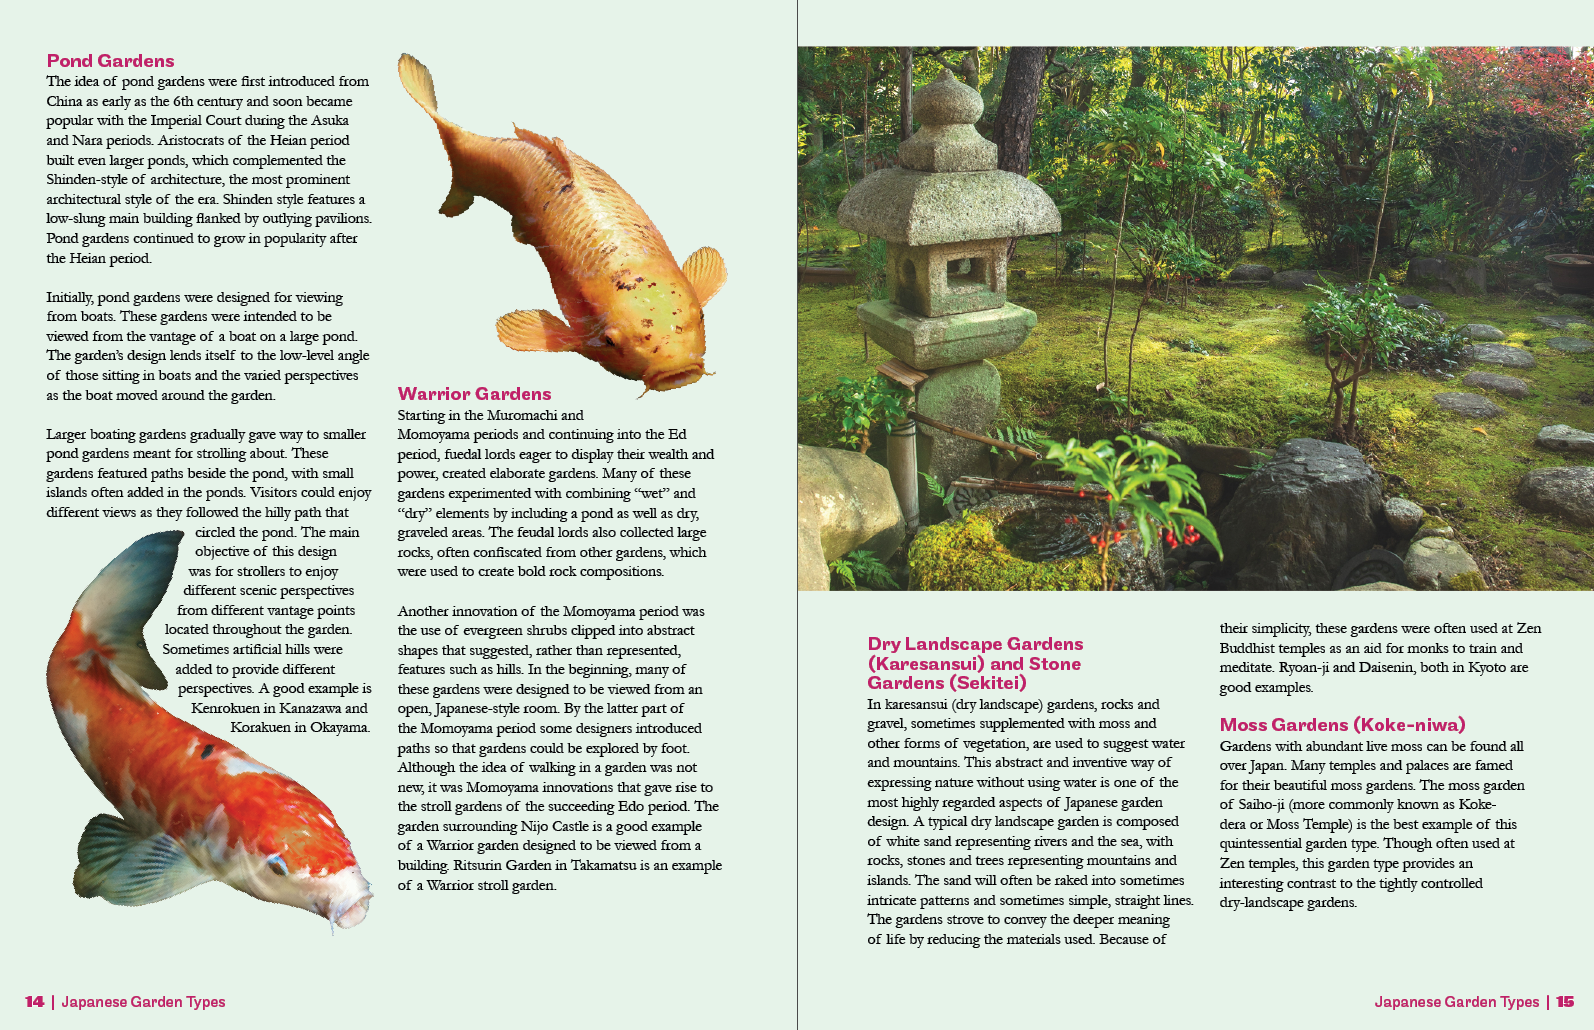 Pond Gardens
The idea of pond gardens were first introduced from
China as early as the 6th century and soon became
popular with the Imperial Court during the Asuka
and Nara periods. Aristocrats of the Heian period
built even larger ponds, which complemented the
Shinden-style of architecture, the most prominent
architectural style of the era. Shinden style features a
low-slung main building flanked by outlying pavilions.
Pond gardens continued to grow in popularity after
the Heian period.
Initially, pond gardens were designed for viewing
from boats. These gardens were intended to be
viewed from the vantage of a boat on a large pond.
The garden’s design lends itself to the low-level angle
of those sitting in boats and the varied perspectives
as the boat moved around the garden.
Larger boating gardens gradually gave way to smaller
pond gardens meant for strolling about. These
gardens featured paths beside the pond, with small
islands often added in the ponds. Visitors could enjoy
different views as they followed the hilly path that
circled the pond. The main
objective of this design
was for strollers to enjoy
different scenic perspectives
from different vantage points
located throughout the garden.
Sometimes artificial hills were
added to provide different
perspectives. A good example is
Kenrokuen in Kanazawa and
Korakuen in Okayama.
Warrior Gardens
Starting in the Muromachi and
Momoyama periods and continuing into the Ed
period, fuedal lords eager to display their wealth and
power, created elaborate gardens. Many of these
gardens experimented with combining “wet” and
“dry” elements by including a pond as well as dry,
graveled areas. The feudal lords also collected large
rocks, often confiscated from other gardens, which
were used to create bold rock compositions.
Another innovation of the Momoyama period was
the use of evergreen shrubs clipped into abstract
shapes that suggested, rather than represented,
features such as hills. In the beginning, many of
these gardens were designed to be viewed from an
open, Japanese-style room. By the latter part of
the Momoyama period some designers introduced
paths so that gardens could be explored by foot.
Although the idea of walking in a garden was not
new, it was Momoyama innovations that gave rise to
the stroll gardens of the succeeding Edo period. The
garden surrounding Nijo Castle is a good example
of a Warrior garden designed to be viewed from a
building. Ritsurin Garden in Takamatsu is an example
of a Warrior stroll garden.
14 | Japanese Garden Types
Dry Landscape Gardens
(Karesansui) and Stone
Gardens (Sekitei)
In karesansui (dry landscape) gardens, rocks and
gravel, sometimes supplemented with moss and
other forms of vegetation, are used to suggest water
and mountains. This abstract and inventive way of
expressing nature without using water is one of the
most highly regarded aspects of Japanese garden
design. A typical dry landscape garden is composed
of white sand representing rivers and the sea, with
rocks, stones and trees representing mountains and
islands. The sand will often be raked into sometimes
intricate patterns and sometimes simple, straight lines.
The gardens strove to convey the deeper meaning
of life by reducing the materials used. Because of
their simplicity, these gardens were often used at Zen
Buddhist temples as an aid for monks to train and
meditate. Ryoan-ji and Daisenin, both in Kyoto are
good examples.
Moss Gardens (Koke-niwa)
Gardens with abundant live moss can be found all
over Japan. Many temples and palaces are famed
for their beautiful moss gardens. The moss garden
of Saiho-ji (more commonly known as Koke-
dera or Moss Temple) is the best example of this
quintessential garden type. Though often used at
Zen temples, this garden type provides an
interesting contrast to the tightly controlled
dry-landscape gardens.
Japanese Garden Types | 15